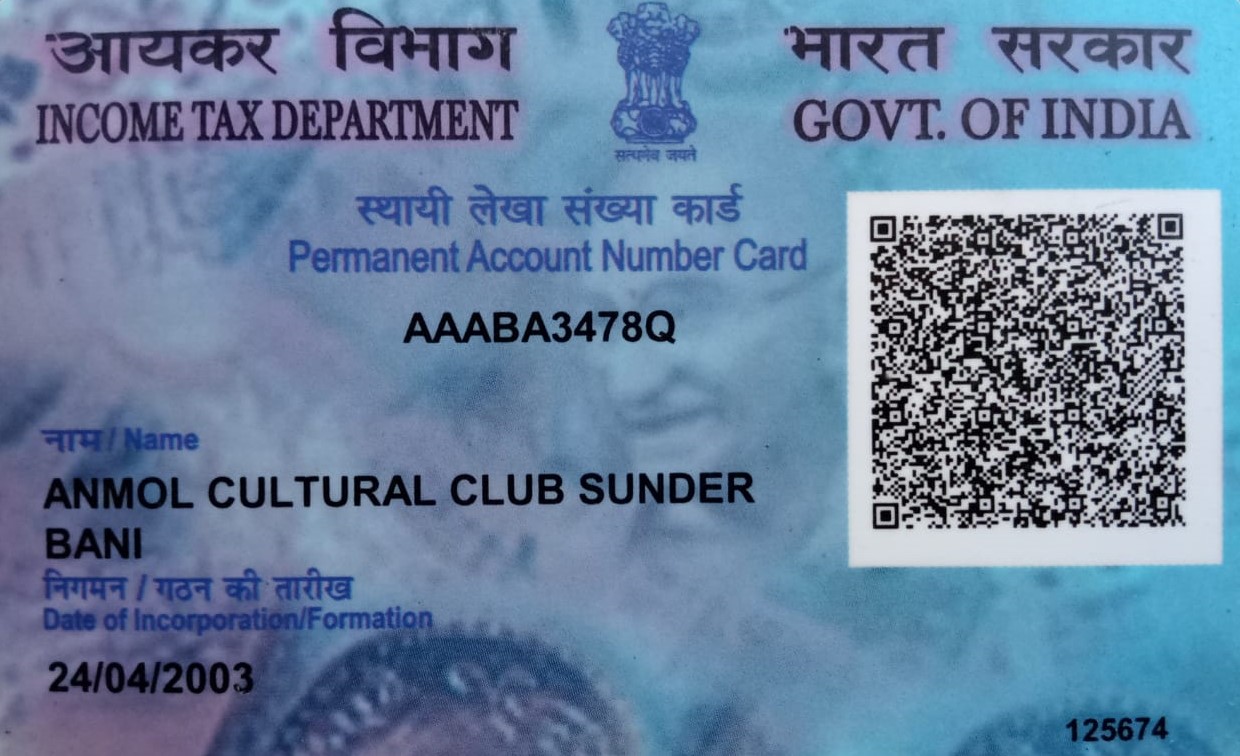 आयकर विभाग
INCOME TAX DEPARTMENT
सत्यमेव जयते
भारत सरकार
GOVT. OF INDIA
स्थायी लेखा संख्या कार्ड
Permanent Account Number Card
AAABA3478Q
नाम / Name
ANMOL CULTURAL CLUB SUNDER
BANI
निगमन / गठन की तारीख
Date of Incorporation/Formation
24/04/2003
125674